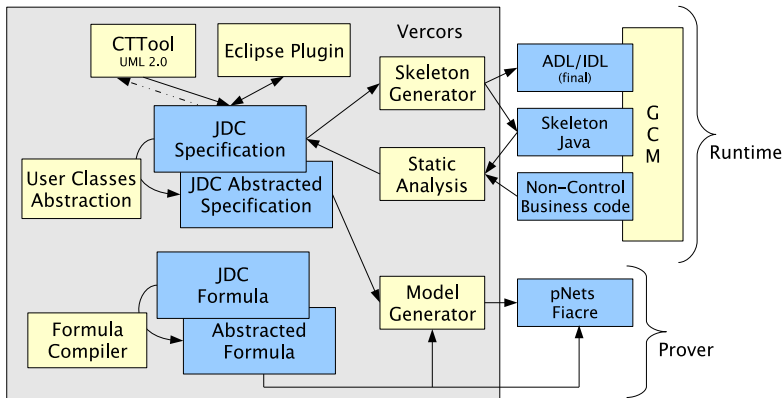 CTTool
UML 2.0
Eclipse Plugin
Vercors
Skeleton
Generator
ADL/IDL
(final)
JDC
Specification
Skeleton
Java
G
C
M
Runtime
User Classes
Abstraction
JDC Abstracted
Specification
Static
Analysis
Non-Control
Business code
JDC
Formula
Model
Generator
pNets
Fiacre
Formula
Compiler
Abstracted
Formula
Prover